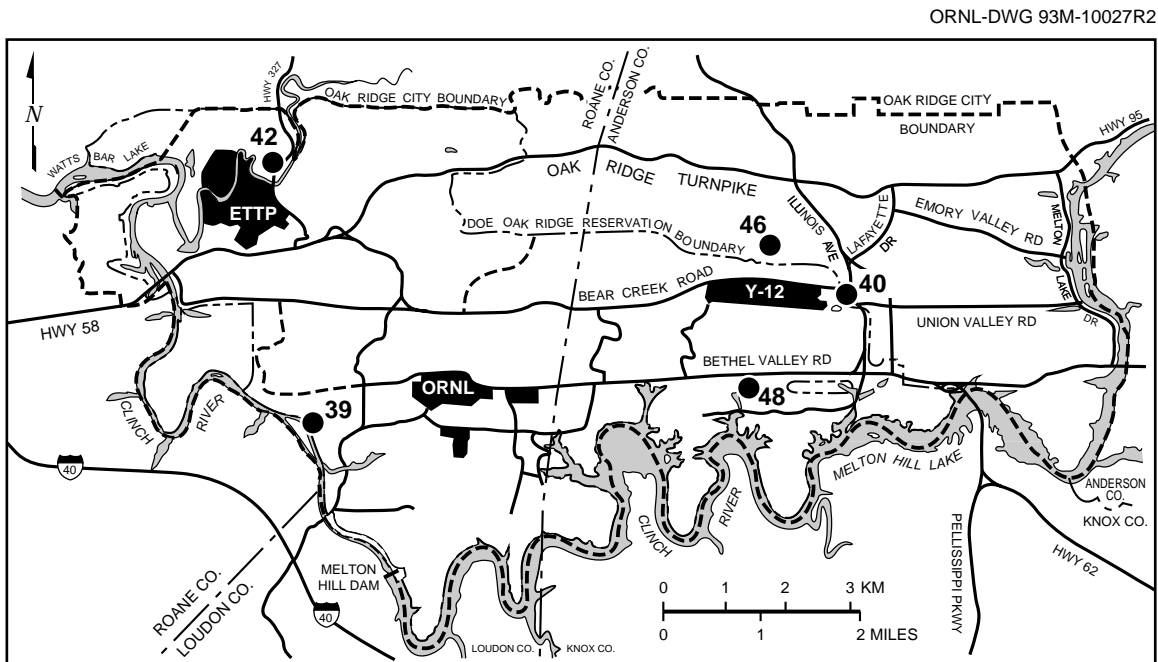 ORNL-DWG 93M-10027R2
N
HWY 327
OAK RIDGE CITY BOUNDARY
ROANE CO.
ANDERSON CO.
OAK RIDGE CITY
BOUNDARY
HWY 95
WATTS
BAR LAKE
42
ETTP
OAK RIDGE TURNPIKE
ILLINOIS AVE
LAFAYETTE
DR
EMORY VALLEY RD
MELTON
LAKE
DR
DOE OAK RIDGE RESERVATION BOUNDARY
46
BEAR CREEK ROAD
Y-12
40
HWY 58
UNION VALLEY RD
BETHEL VALLEY RD
ORNL
48
39
CLINCH
RIVER
40
MELTON HILL LAKE
CLINCH
RIVER
ANDERSON
CO.
KNOX CO.
PELLISSIPPI PKWY
HWY 62
MELTON
HILL DAM
ROANE CO.
LOUDON CO.
40
0 1 2 3 KM
0 1 2 MILES
LOUDON CO.
KNOX CO.